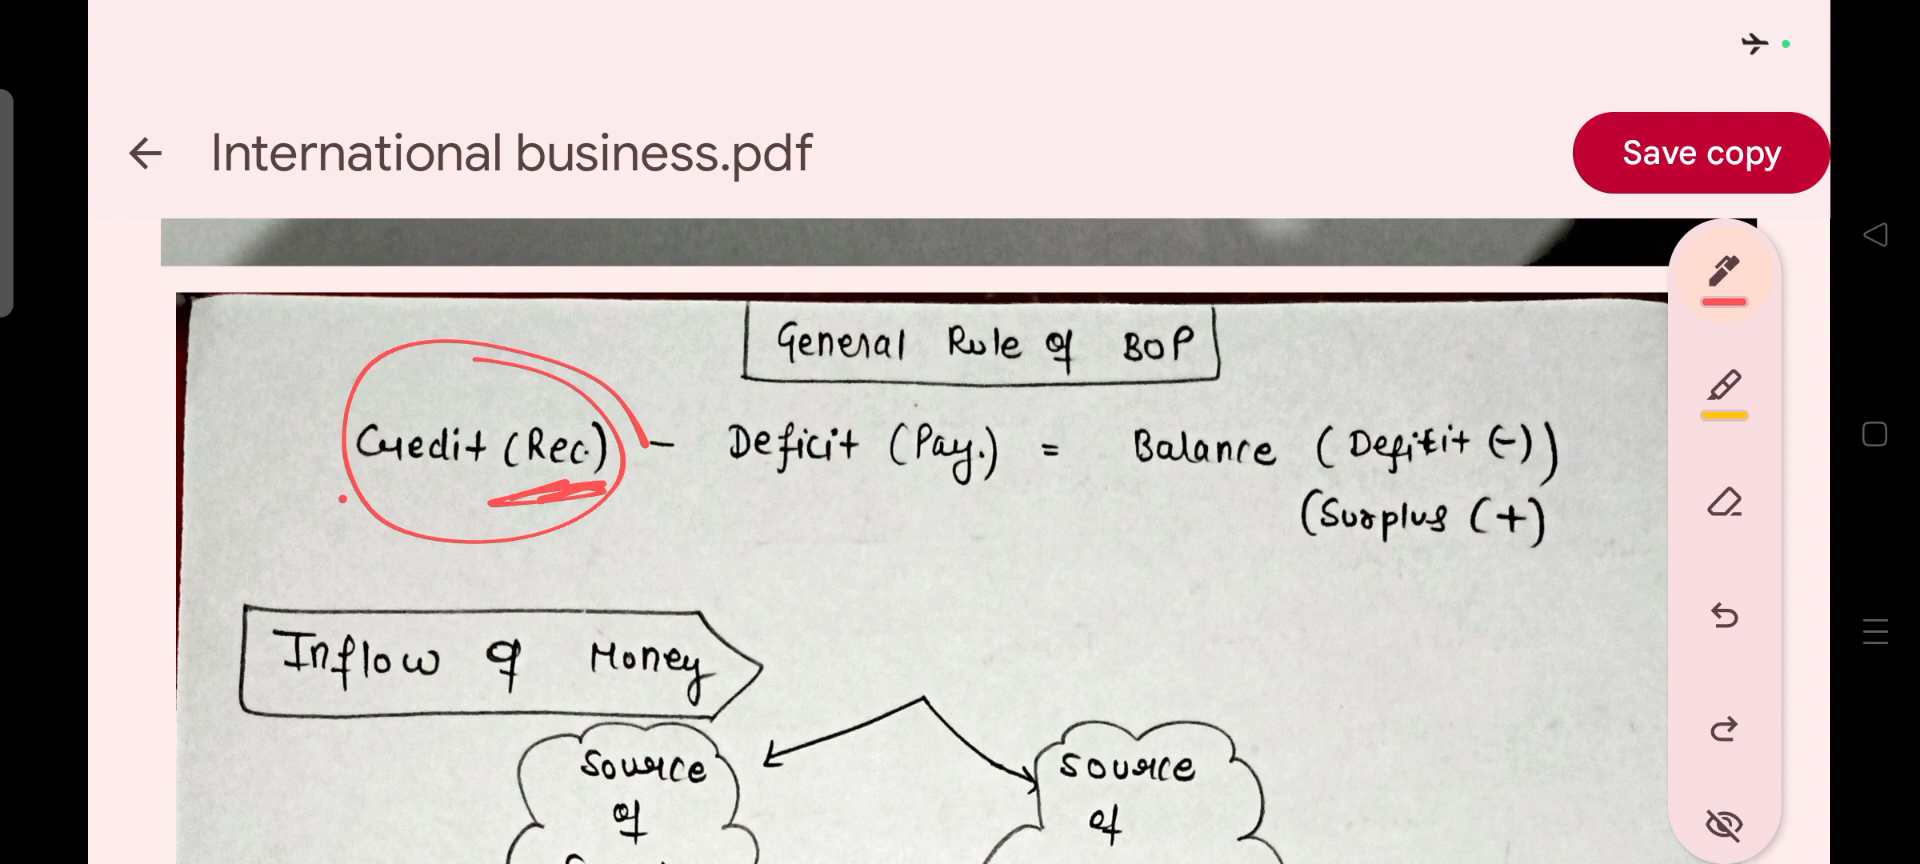 International business.pdf
Save copy
General Rule of BOP
Credit (Rec.) - Deficit (Pay.) = Balance (Defitit (-))
(Surplus (+)
Inflow of Money
Source
of
Source
of